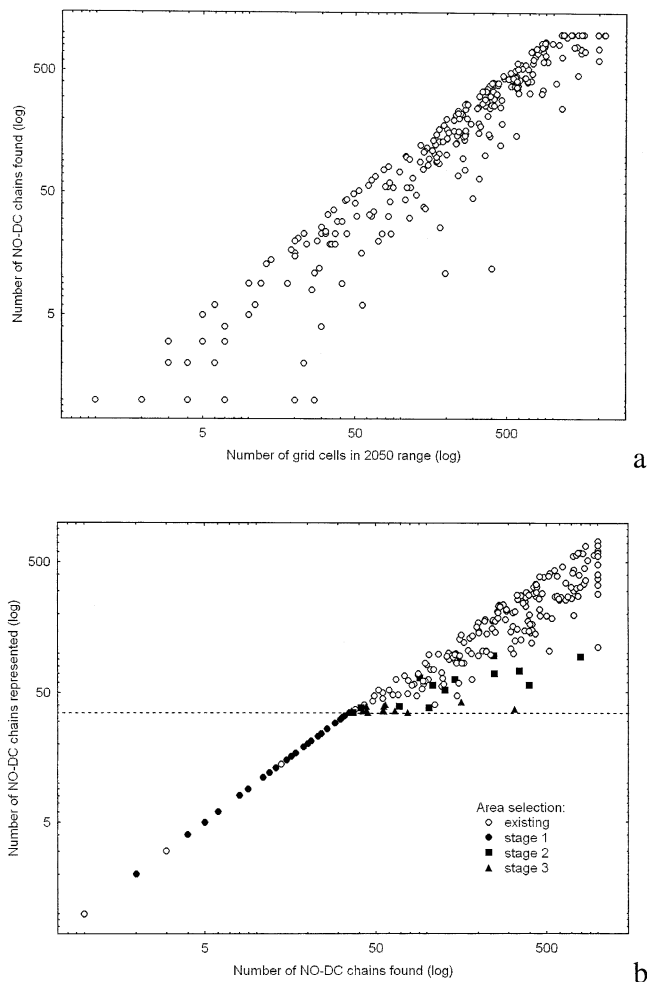 Number of NO-DC chains found (log)
500
50
5
5
50
500
Number of grid cells in 2050 range (log)
a
Number of NO-DC chains represented (log)
500
50
5
Area selection:
existing
stage 1
stage 2
stage 3
5
50
500
Number of NO-DC chains found (log)
b